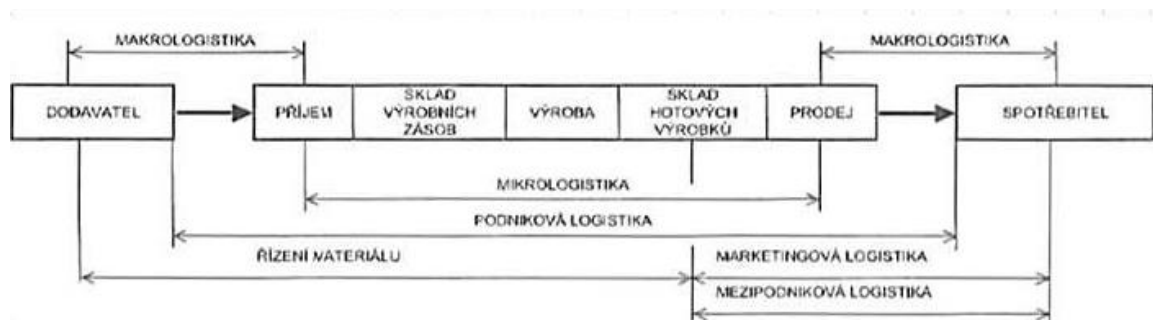 MAKROLOGISTIKA
MAKROLOGISTIKA
DODAVATEL
PŘÍJEM
SKLAD
VÝROBNÍCH
ZÁSOB
VÝROBA
SKLAD
HOTOVÝCH
VÝROBKŮ
PRODEJ
SPOTŘEBITEL
MIKROLOGISTIKA
PODNIKOVÁ LOGISTIKA
ŘÍZENÍ MATERIÁLU
MARKETINGOVÁ LOGISTIKA
MEZIPODNIKOVÁ LOGISTIKA